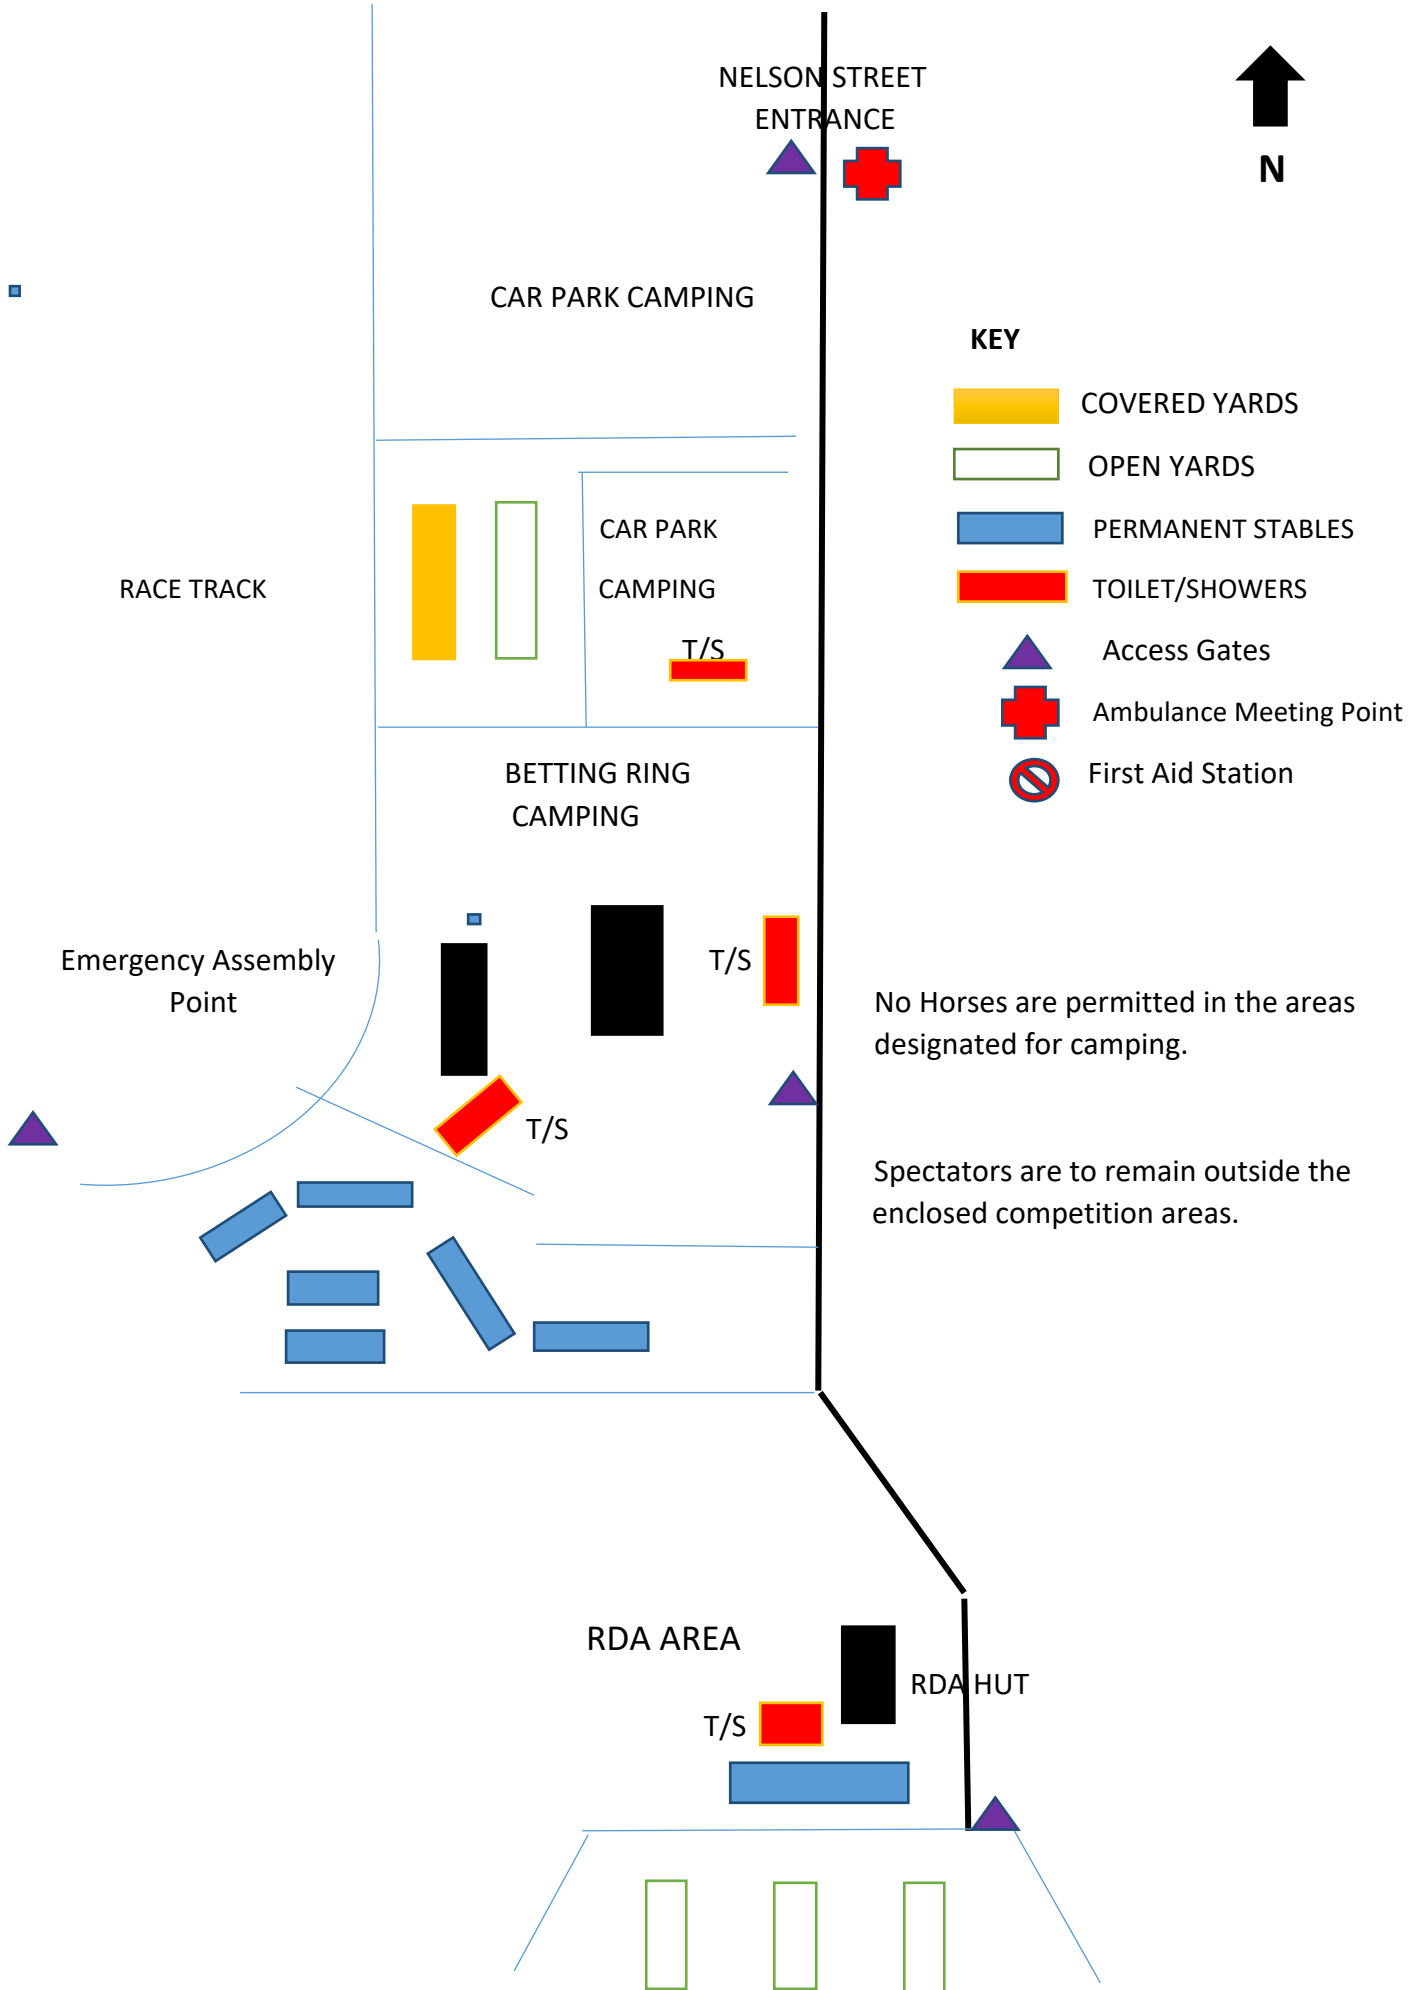 NELSON STREET
ENTRANCE
N
CAR PARK CAMPING
KEY
COVERED YARDS
OPEN YARDS
PERMANENT STABLES
TOILET/SHOWERS
Access Gates
Ambulance Meeting Point
First Aid Station
CAR PARK
CAMPING
T/S
RACE TRACK
BETTING RING
CAMPING
Emergency Assembly
Point
T/S
T/S
No Horses are permitted in the areas
designated for camping.
Spectators are to remain outside the
enclosed competition areas.
RDA AREA
RDA HUT
T/S